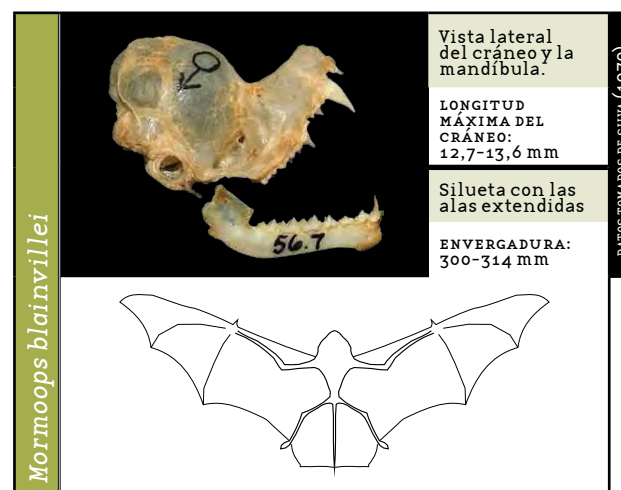 Mormoops blainvillei
56.7
Vista lateral
del cráneo y la
mandíbula.
LONGITUD
MÁXIMA DEL
CRÁNEO:
12,7-13,6 mm
Silueta con las
alas extendidas
ENVERGADURA:
300-314 mm